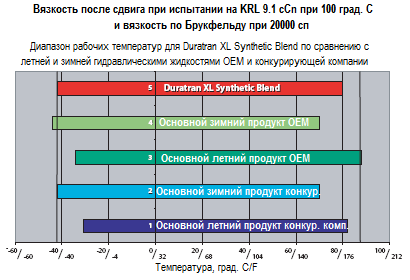 Вязкость после сдвига при испытании на KRL 9.1 сСп при 100 град. С
и вязкость по Брукфельду при 20000 сп
Диапазон рабочих температур для Duratran XL Synthetic Blend по сравнению с
летней и зимней гидравлическими жидкостями OEM и конкурирующей компании
5 Duratran XL Synthetic Blend
4 Основной зимний продукт OEM
3 Основной летний продукт OEM
2 Основной зимний продукт конкур.
1 Основной летний продукт конкур. комп.
-60 / -60 -40 / -40 -20 / -4 0 / 32 20 / 68 40 / 104 60 / 140 80 / 176 100 / 212
Температура, град. C/F